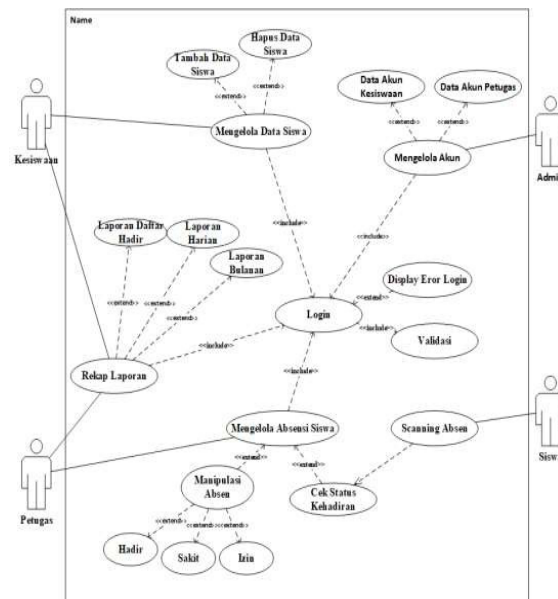 Name
Hapus Data
Siswa
Tambah Data
Siswa
<<extend>>
<<extend>>
Mengelola Data Siswa
Data Akun
Kesiswaan
Data Akun Petugas
<<extend>>
<<extend>>
Mengelola Akun
Kesiswaan
Admi
Laporan Daftar
Hadir
Laporan
Harian
Laporan
Bulanan
<<include>>
<<include>>
<<extend>>
<<extend>>
<<extend>>
Display Eror Login
<<extend>>
Login
<<include>>
Validasi
<<include>>
Rekap Laporan
<<include>>
Mengelola Absensi Siswa
Scanning Absen
Sisw
<<extend>>
<<extend>>
Manipulasi
Absen
Cek Status
Kehadiran
Petugas
<<extend>>
<<extend>>
<<extend>>
Hadir
Sakit
Izin